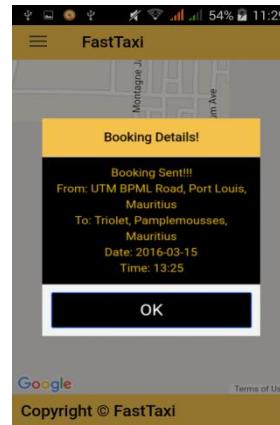 54% 11:29
FastTaxi
Montagne J
m Ave
Booking Details!
Booking Sent!!!
From: UTM BPML Road, Port Louis,
Mauritius
To: Triolet, Pamplemousses,
Mauritius
Date: 2016-03-15
Time: 13:25
OK
Google
Terms of Us
Copyright © FastTaxi